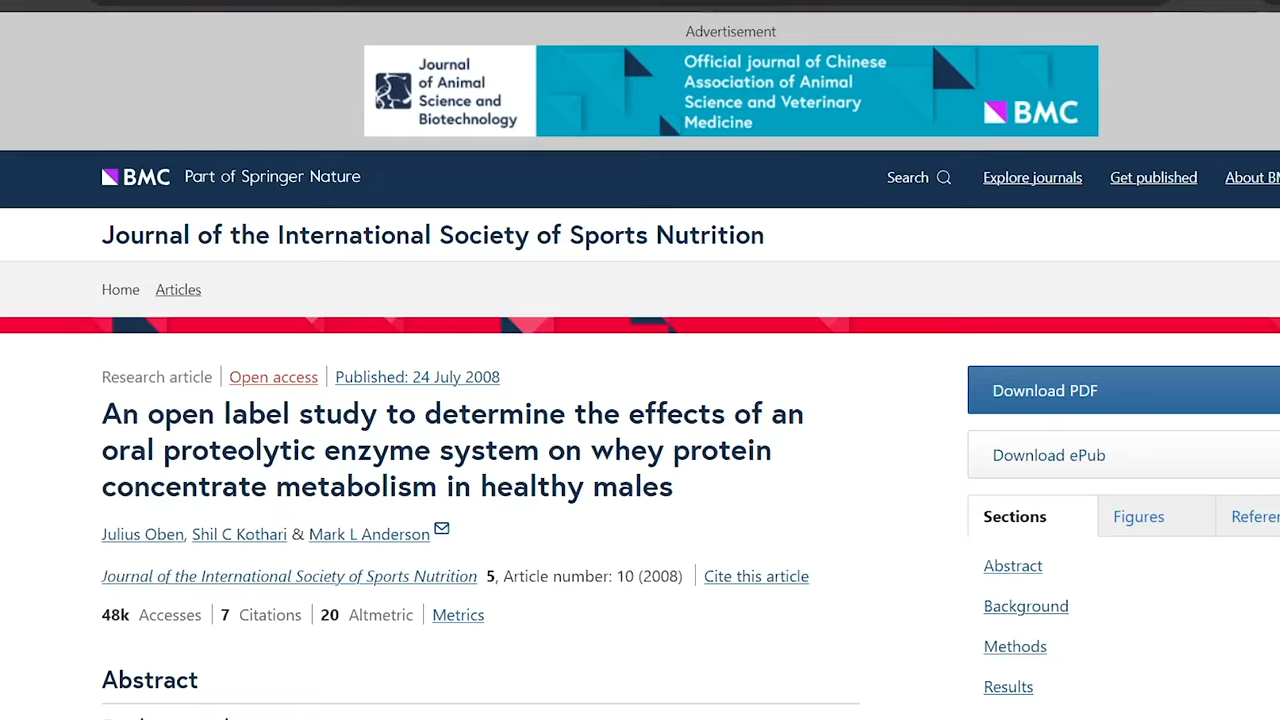 Advertisement
Journal
of Animal
Science and
Biotechnology
Official journal of Chinese
Association of Animal
Science and Veterinary
Medicine
BMC
BMC Part of Springer Nature
Search
Explore journals
Get published
About BM
Journal of the International Society of Sports Nutrition
Home Articles
Research article Open access Published: 24 July 2008
An open label study to determine the effects of an
oral proteolytic enzyme system on whey protein
concentrate metabolism in healthy males
Julius Oben, Shil C Kothari & Mark L Anderson
Journal of the International Society of Sports Nutrition 5, Article number: 10 (2008) Cite this article
48k Accesses 7 Citations 20 Altmetric Metrics
Abstract
Download PDF
Download ePub
Sections Figures Referen
Abstract
Background
Methods
Results